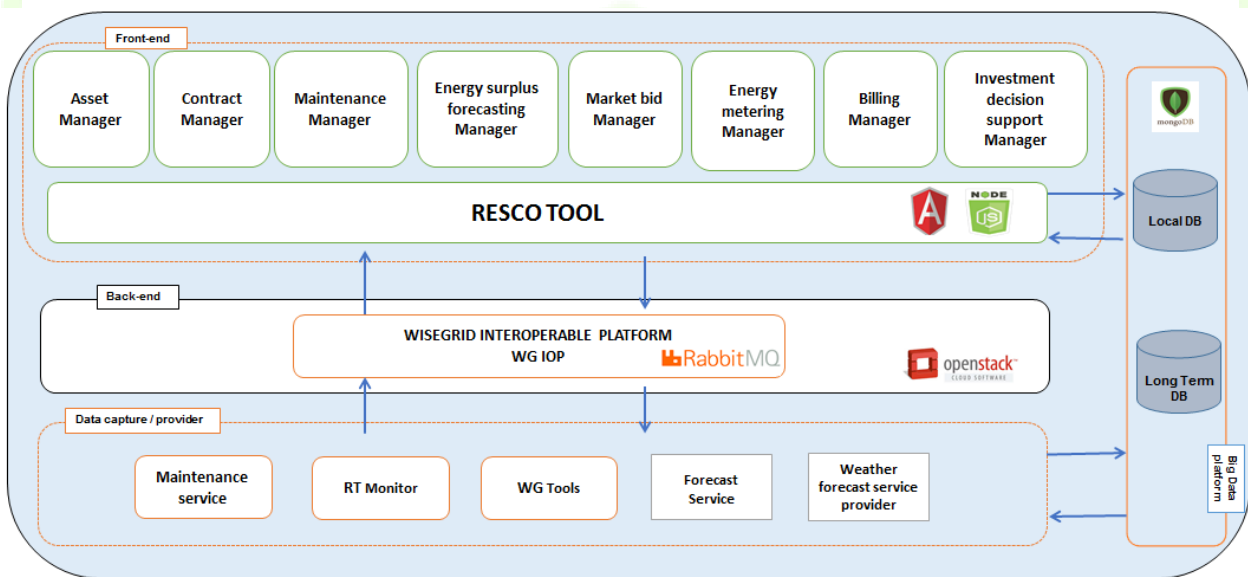 Front-end
Asset
Manager
Contract
Manager
Maintenance
Manager
Energy surplus
forecasting
Manager
Market bid
Manager
Energy
metering
Manager
Billing
Manager
Investment
decision
support
Manager
mongoDB
RESCO TOOL
A
NODE
JS
Local DB
Back-end
WISEGRID INTEROPERABLE PLATFORM
WG IOP
RabbitMQ
openstack™
CLOUD SOFTWARE
Long Term
DB
Data capture / provider
Maintenance
service
RT Monitor
WG Tools
Forecast
Service
Weather
forecast service
provider
Big Data
platform